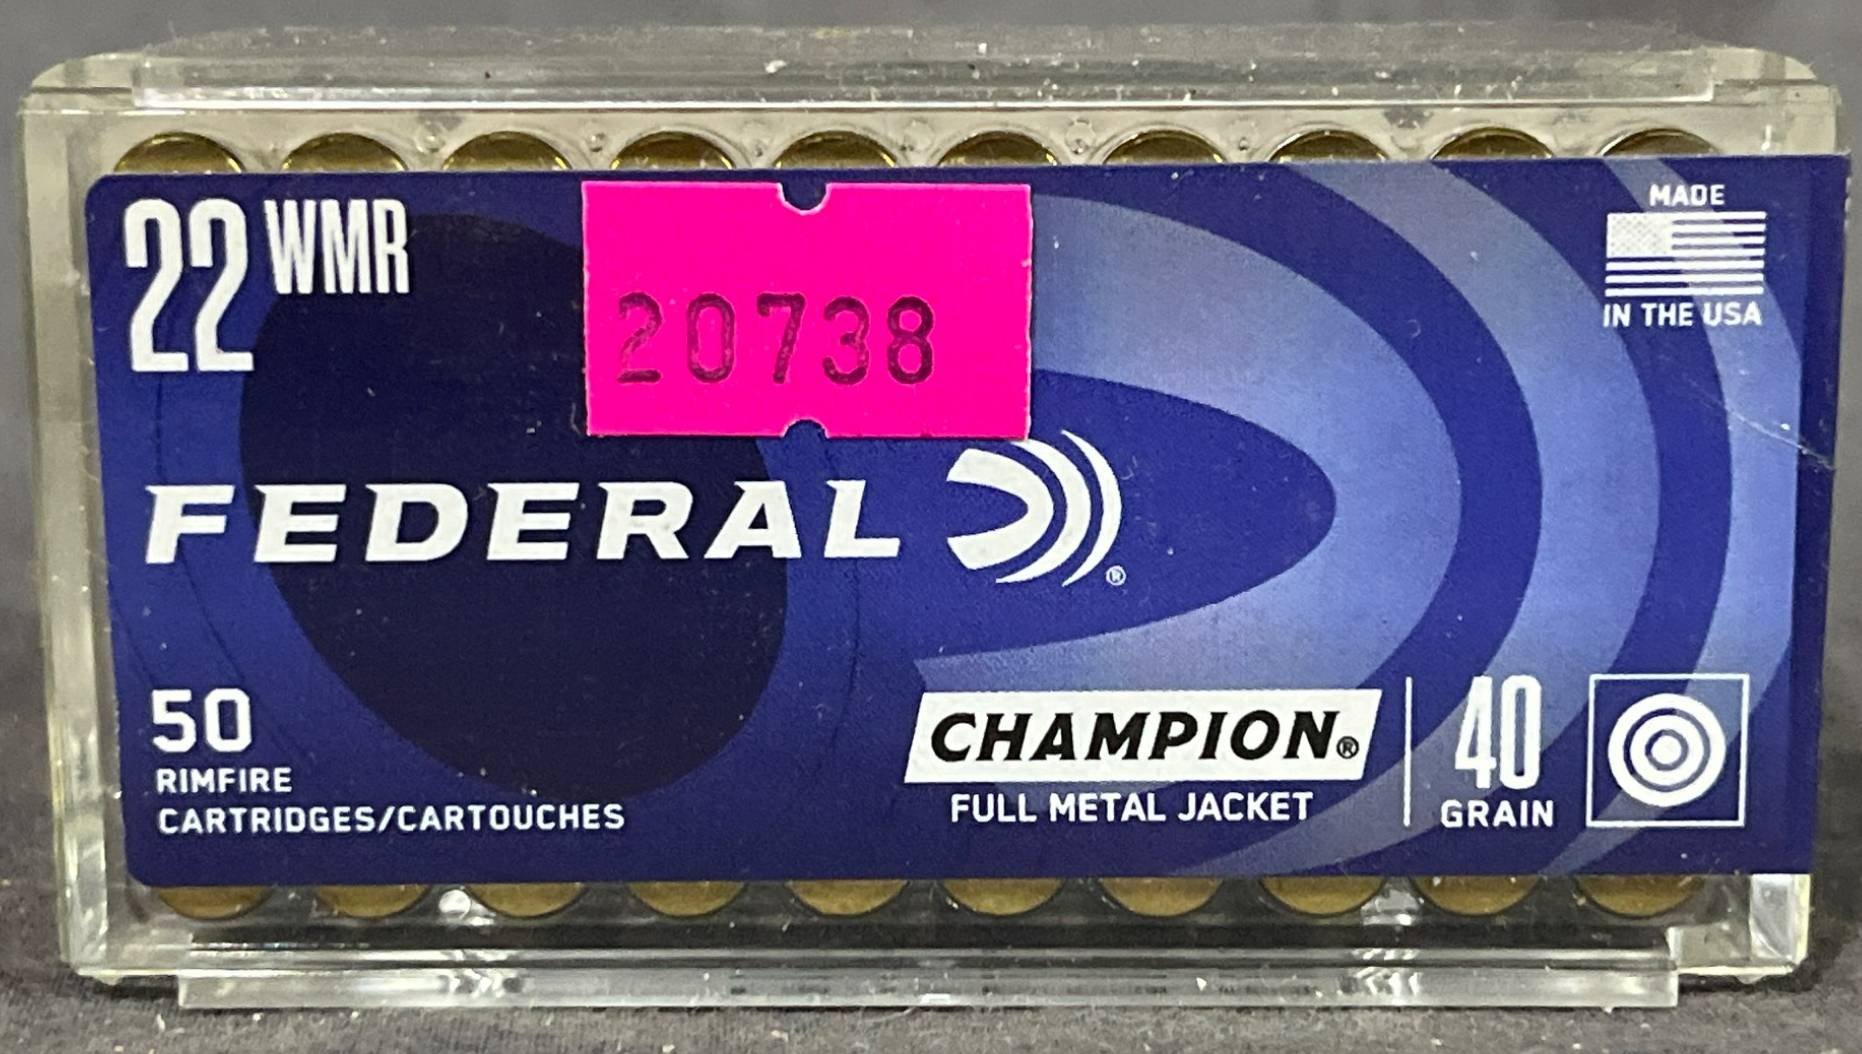 22 WMR
20738
MADE
IN THE USA
FEDERAL ®
50
RIMFIRE
CARTRIDGES/CARTOUCHES
CHAMPION®
FULL METAL JACKET
40
GRAIN